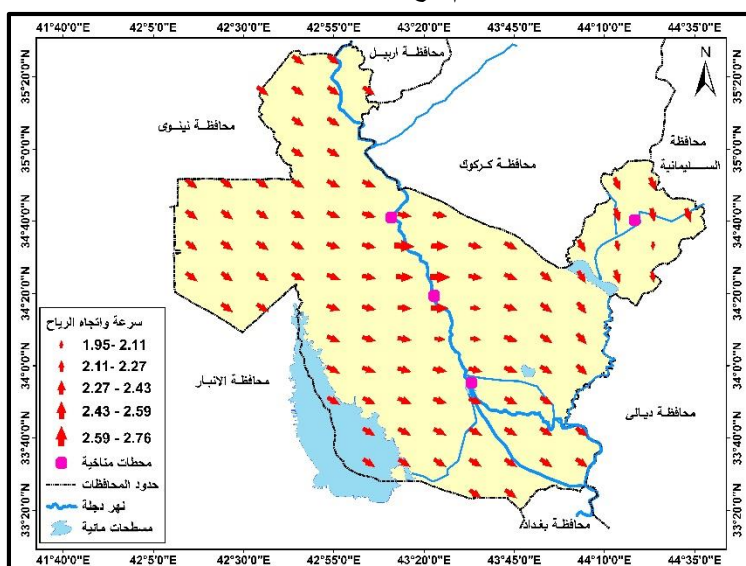 41°40'0"E 42°5'0"E 42°30'0"E 42°55'0"E 43°20'0"E 43°45'0"E 44°10'0"E 44°35'0"E
35°20'0"N
35°0'0"N
34°40'0"N
34°20'0"N
34°0'0"N
33°40'0"N
33°20'0"N
محافظة اربيل
N
محافظة نينوى
محافظة
السليمانية
محافظة كركوك
محافظة الانبار
محافظة ديالى
محافظة بغداد
سرعة واتجاه الرياح
1.95- 2.11
2.11- 2.27
2.27 - 2.43
2.43 - 2.59
2.59 - 2.76
محطات مناخية
حدود المحافظات
نهر دجلة
مسطحات مائية
35°20'0"N
35°0'0"N
34°40'0"N
34°20'0"N
34°0'0"N
33°40'0"N
33°20'0"N
41°40'0"E 42°5'0"E 42°30'0"E 42°55'0"E 43°20'0"E 43°45'0"E 44°10'0"E 44°35'0"E